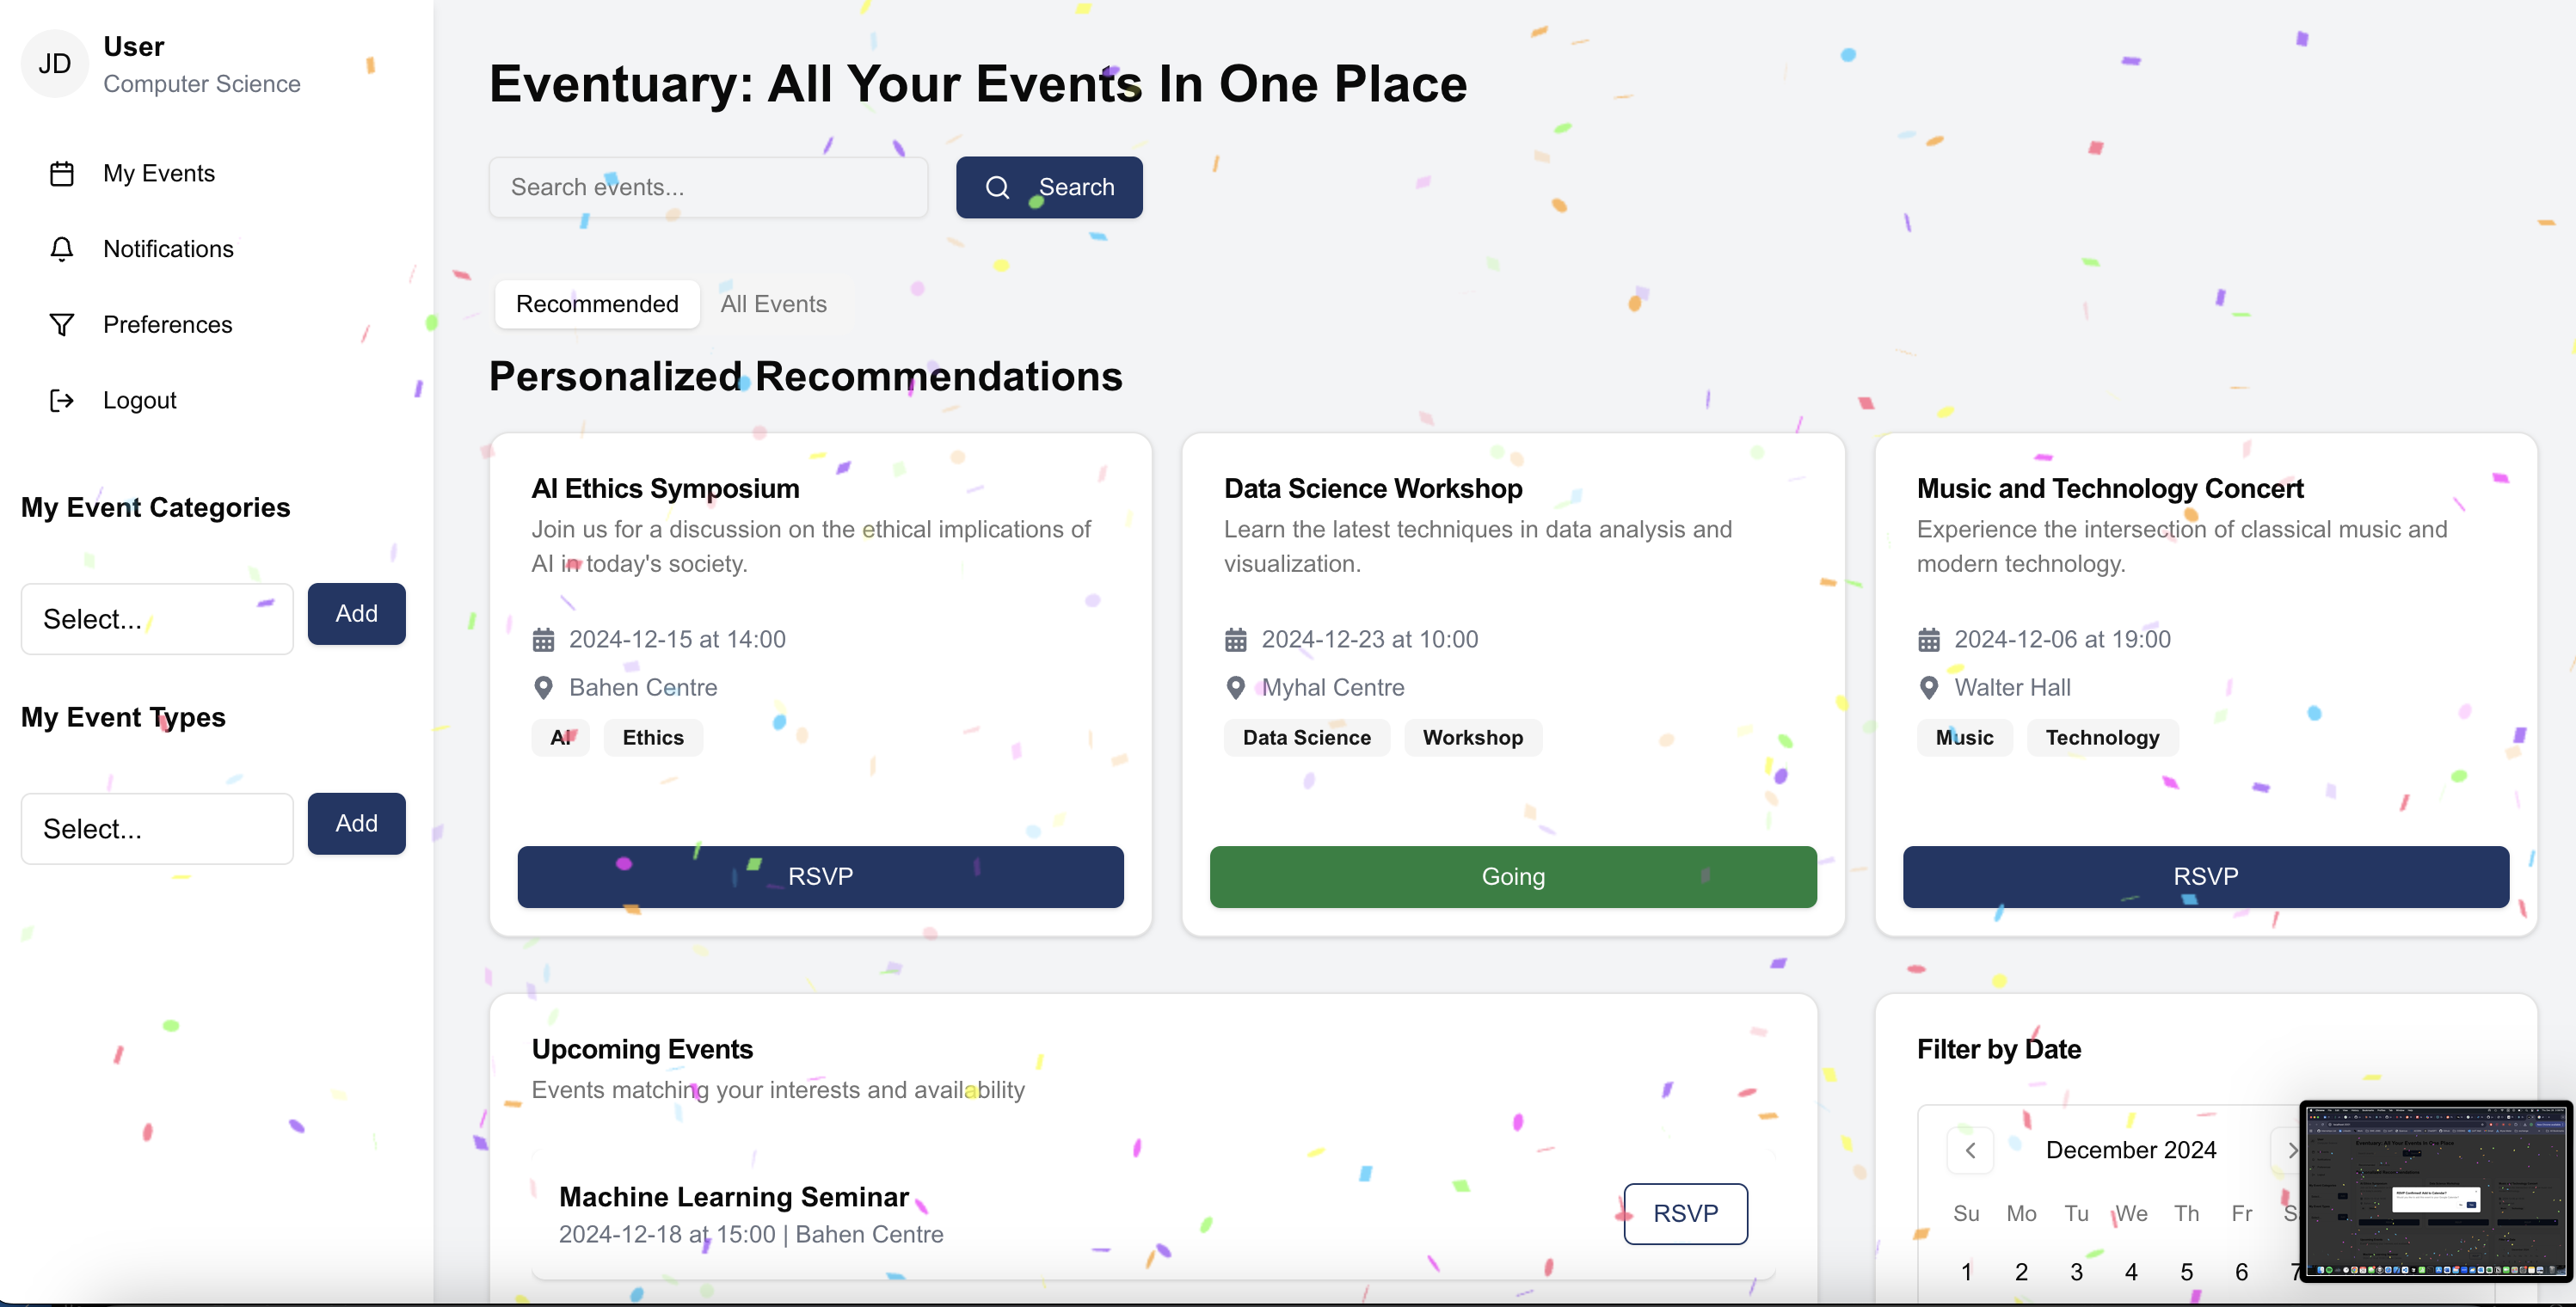 JD
User
Computer Science
My Events
Notifications
Preferences
Logout
My Event Categories
Select...
Add
My Event Types
Select...
Add
Eventuary: All Your Events In One Place
Search events...
Search
Recommended
All Events
Personalized Recommendations
AI Ethics Symposium
Join us for a discussion on the ethical implications of
AI in today's society.
2024-12-15 at 14:00
Bahen Centre
AI
Ethics
RSVP
Data Science Workshop
Learn the latest techniques in data analysis and
visualization.
2024-12-23 at 10:00
Myhal Centre
Data Science
Workshop
Going
Music and Technology Concert
Experience the intersection of classical music and
modern technology.
2024-12-06 at 19:00
Walter Hall
Music
Technology
RSVP
Upcoming Events
Events matching your interests and availability
Machine Learning Seminar
2024-12-18 at 15:00 | Bahen Centre
RSVP
Filter by Date
December 2024
Su Mo Tu We Th Fr
1 2 3 4 5 6 7